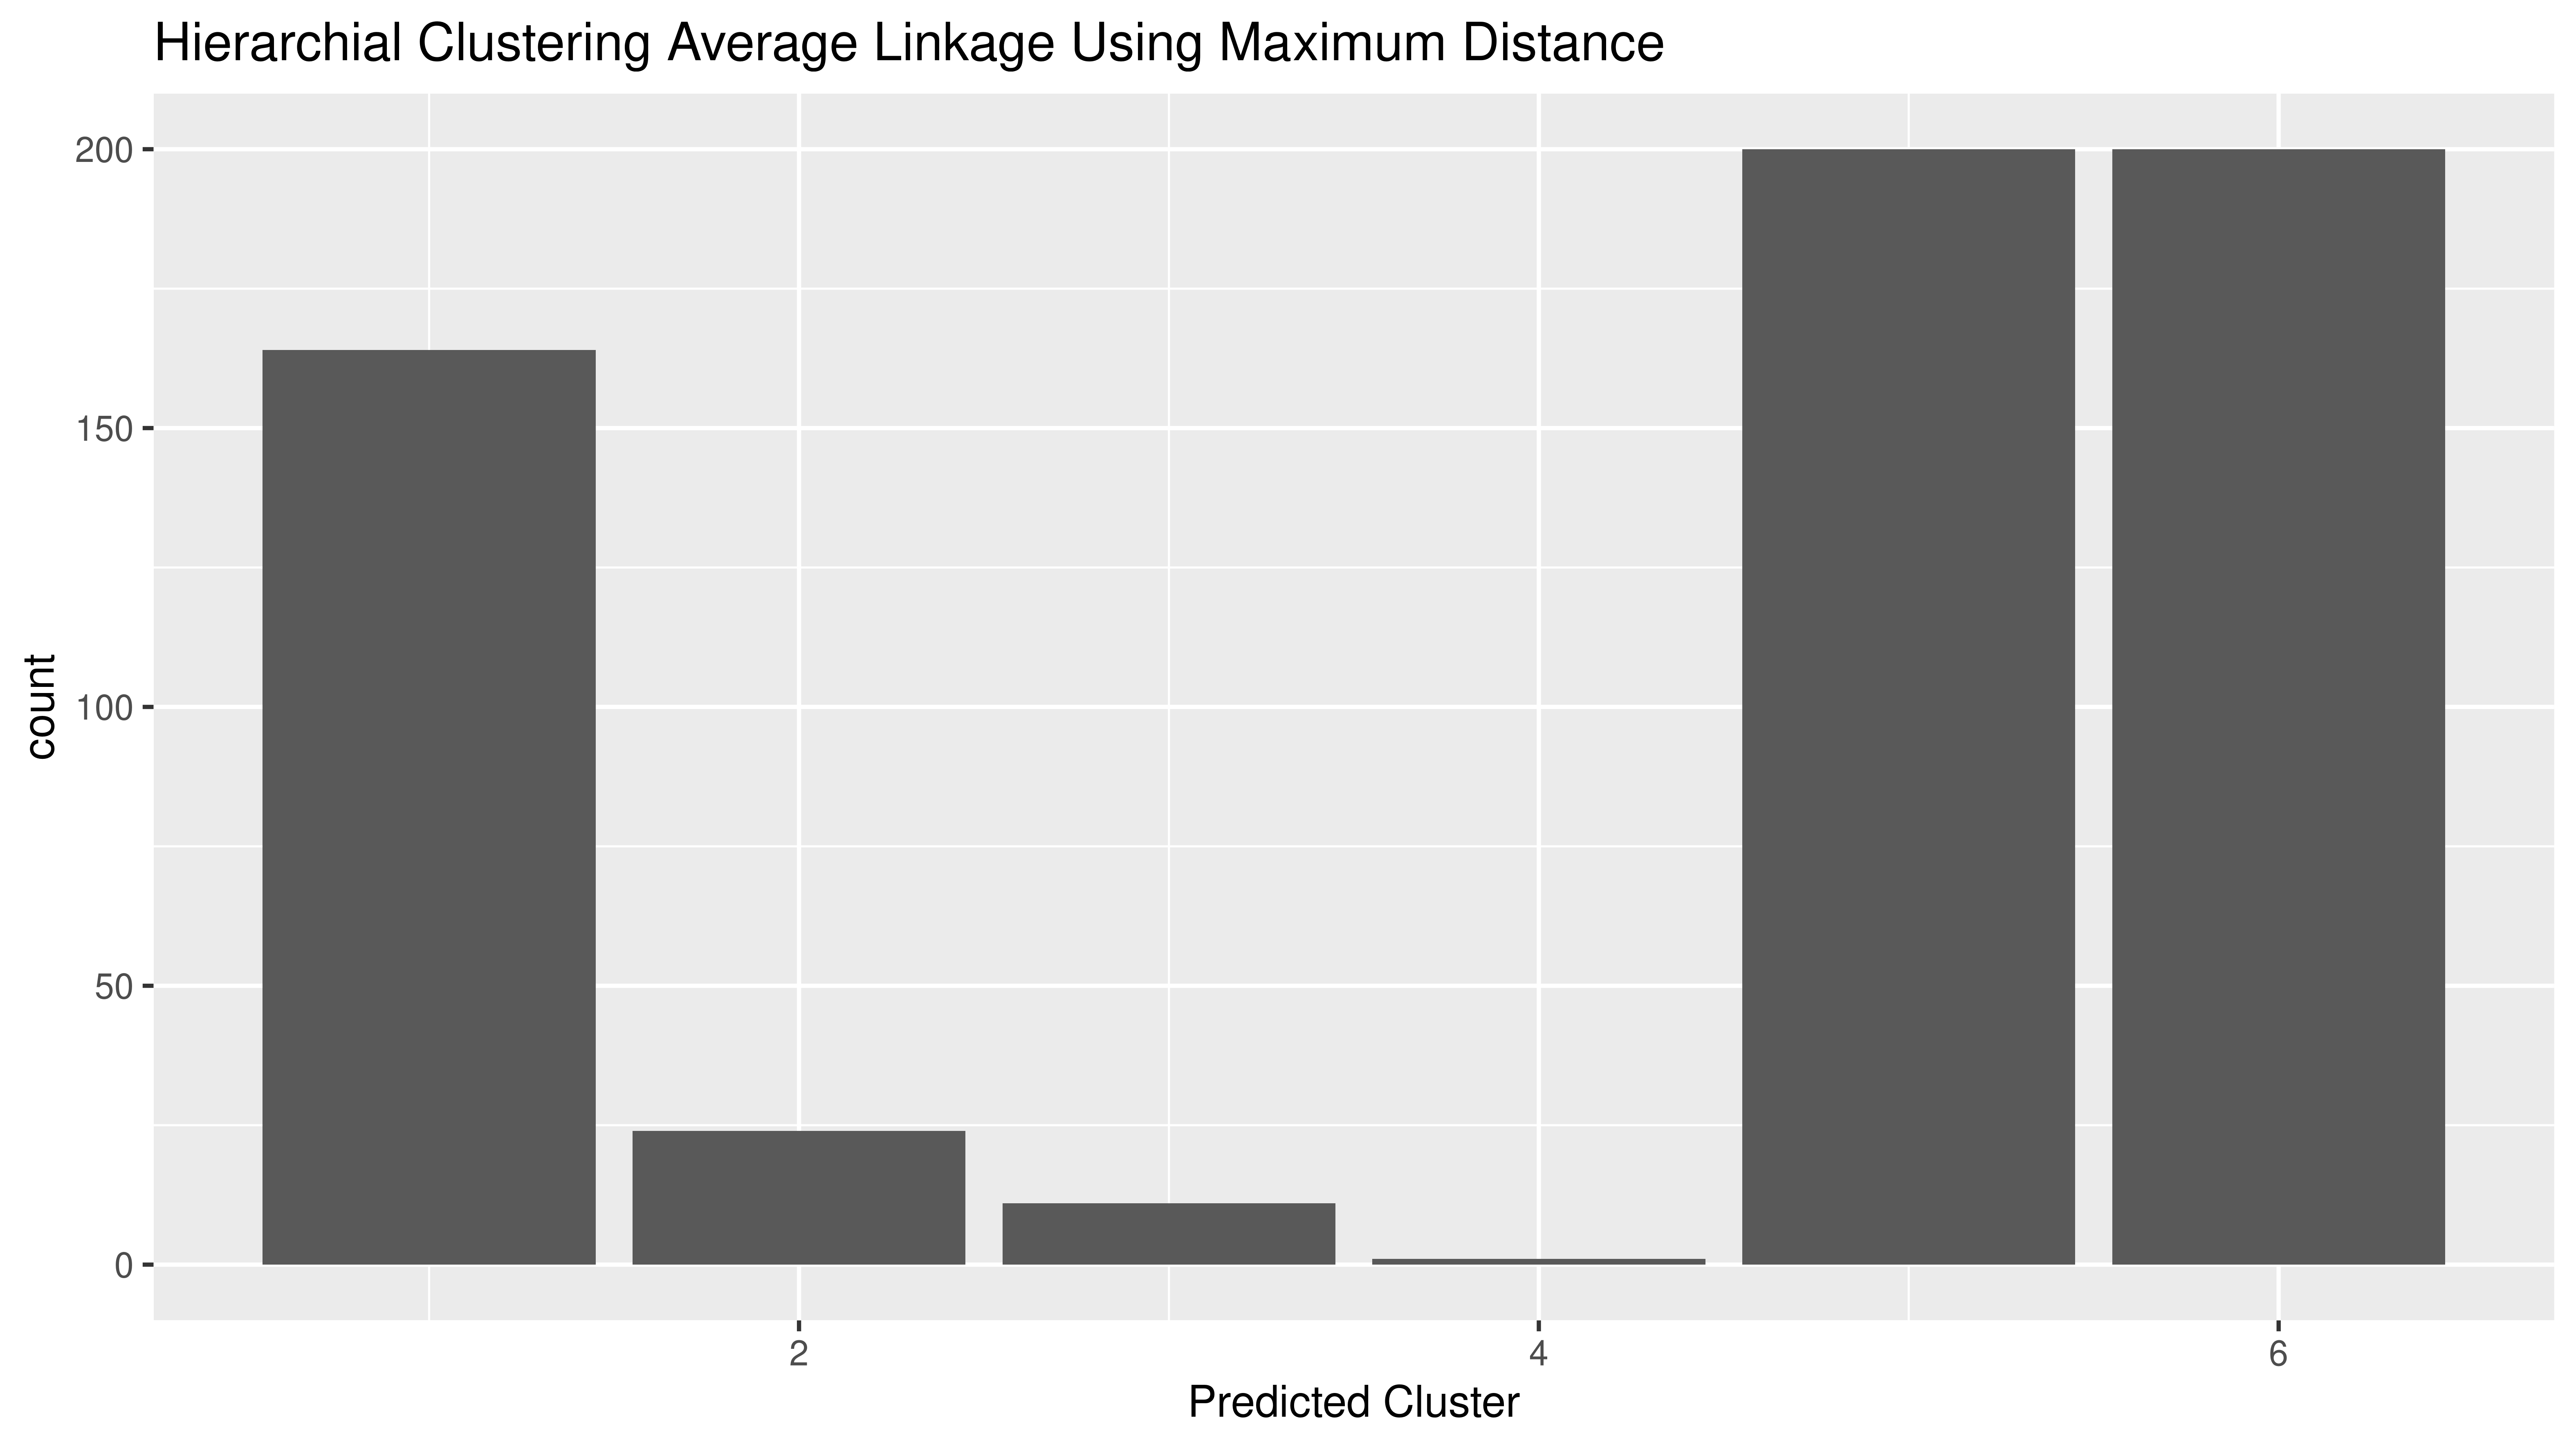 Hierarchial Clustering Average Linkage Using Maximum Distance
200
150
100
50
0
count
2 4 6
Predicted Cluster